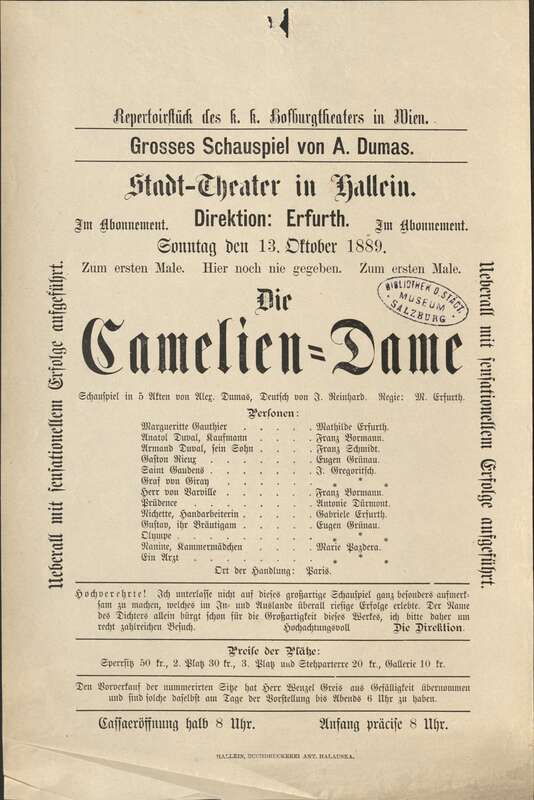 Repertoirstück des k. k. Hofburgtheaters in Wien.
Grosses Schauspiel von A. Dumas.
Stadt-Theater in Hallein.
Im Abonnement. Direktion: Erfurth. Im Abonnement.
Sonntag den 13. Oktober 1889.
Zum ersten Male. Hier noch nie gegeben. Zum ersten Male.
BIBLIOTHEK D. STÄDT.
MUSEUM
SALZBURG
Die
Camelien=Dame
Schauspiel in 5 Akten von Alex. Dumas, Deutsch von J. Reinhard. Regie: M. Erfurth.
Personen:
Margueritte Gauthier . . . . Mathilde Erfurth.
Anatol Duval, Kaufmann . . . . Franz Bormann.
Armand Duval, sein Sohn . . . . Franz Schmidt.
Gaston Rieux . . . . . Eugen Grünau.
Saint Gaudens . . . . . J. Gregoritsch.
Graf von Giray . . . . . * * *
Herr von Varville . . . . . Franz Bormann.
Prüdence . . . . . Antonie Dürmont.
Nichette, Handarbeiterin . . . . Gabriele Erfurth.
Gustav, ihr Bräutigam . . . . Eugen Grünau.
Olympe . . . . . * * *
Nanine, Kammermädchen . . . . Marie Pazdera.
Ein Arzt . . . . . * * *
Ort der Handlung: Paris.
Ueberall mit sensationellem Erfolge aufgeführt.
Ueberall mit sensationellem Erfolge aufgeführt.
Hochverehrte! Ich unterlasse nicht auf dieses großartige Schauspiel ganz besonders aufmerk-
sam zu machen, welches im In- und Auslande überall riesige Erfolge erlebte. Der Name
des Dichters allein bürgt schon für die Großartigkeit dieses Werkes, ich bitte daher um
recht zahlreichen Besuch. Hochachtungsvoll Die Direktion.
Preise der Plätze:
Sperrsitz 50 kr., 2. Platz 30 kr., 3. Platz und Stehparterre 20 kr., Gallerie 10 kr.
Den Vorverkauf der nummerirten Sitze hat Herr Wenzel Greis aus Gefälligkeit übernommen
und sind solche daselbst am Tage der Vorstellung bis Abends 6 Uhr zu haben.
Cassaeröffnung halb 8 Uhr. Anfang präcise 8 Uhr.
HALLEIN, BUCHDRUCKEREI ANT. HALAUSKA.